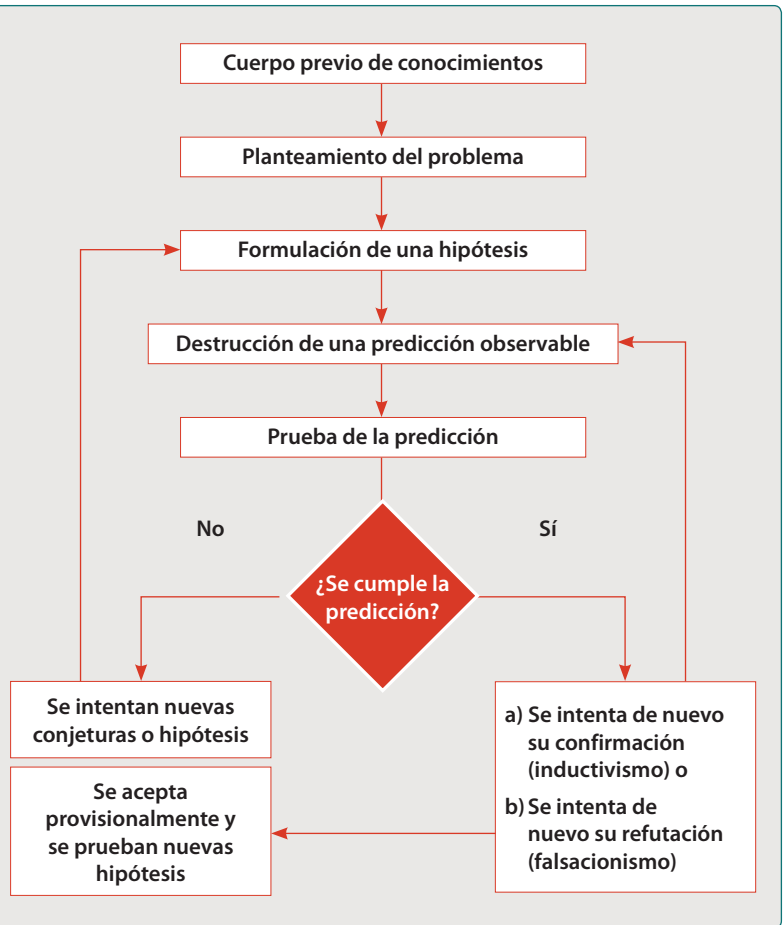 Cuerpo previo de conocimientos
Planteamiento del problema
Formulación de una hipótesis
Destrucción de una predicción observable
Prueba de la predicción
No
Sí
¿Se cumple la
predicción?
Se intentan nuevas
conjeturas o hipótesis
a) Se intenta de nuevo
su confirmación
(inductivismo) o
b) Se intenta de
nuevo su refutación
(falsacionismo)
Se acepta
provisionalmente y
se prueban nuevas
hipótesis